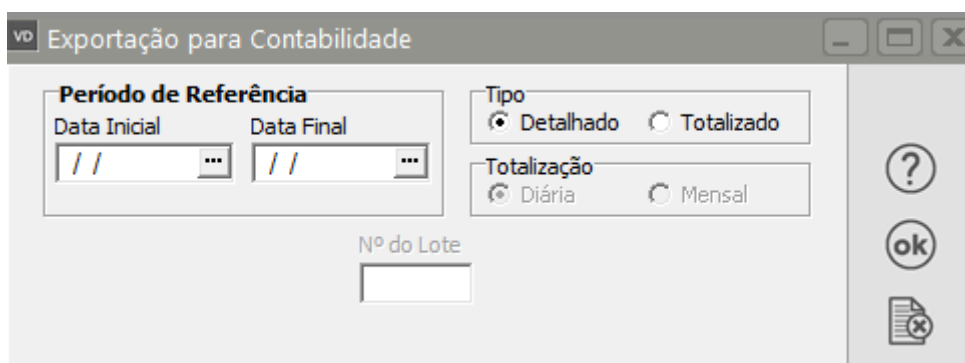 VD Exportação para Contabilidade
Período de Referência
Data Inicial Data Final
/ / ... / / ...
Tipo
Detalhado Totalizado
Totalização
Diária Mensal
Nº do Lote
?
ok